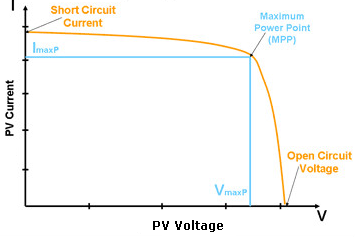 I
Short Circuit
Current
Maximum
Power Point
(MPP)
ImaxP
PV Current
VmaxP
Open Circuit
Voltage
V
PV Voltage